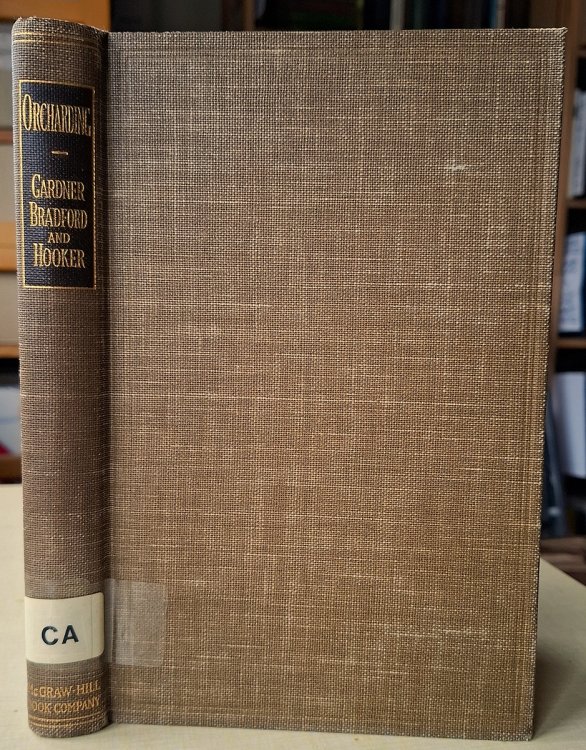 ORCHARDING
GARDNER
BRADFORD
AND
HOOKER
CA
McGRAW-HILL
BOOK COMPANY